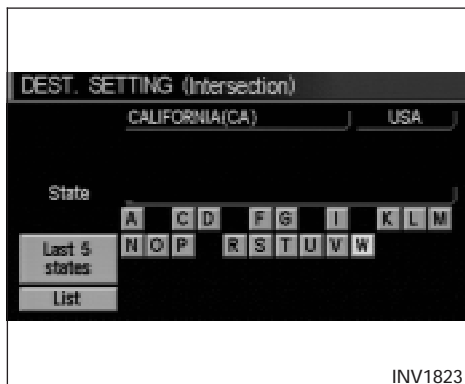 DEST. SETTING (Intersection)
CALIFORNIA(CA) USA
State
A C D F G I K L M
Last 5 states
N O P R S T U V W
List
INV1823